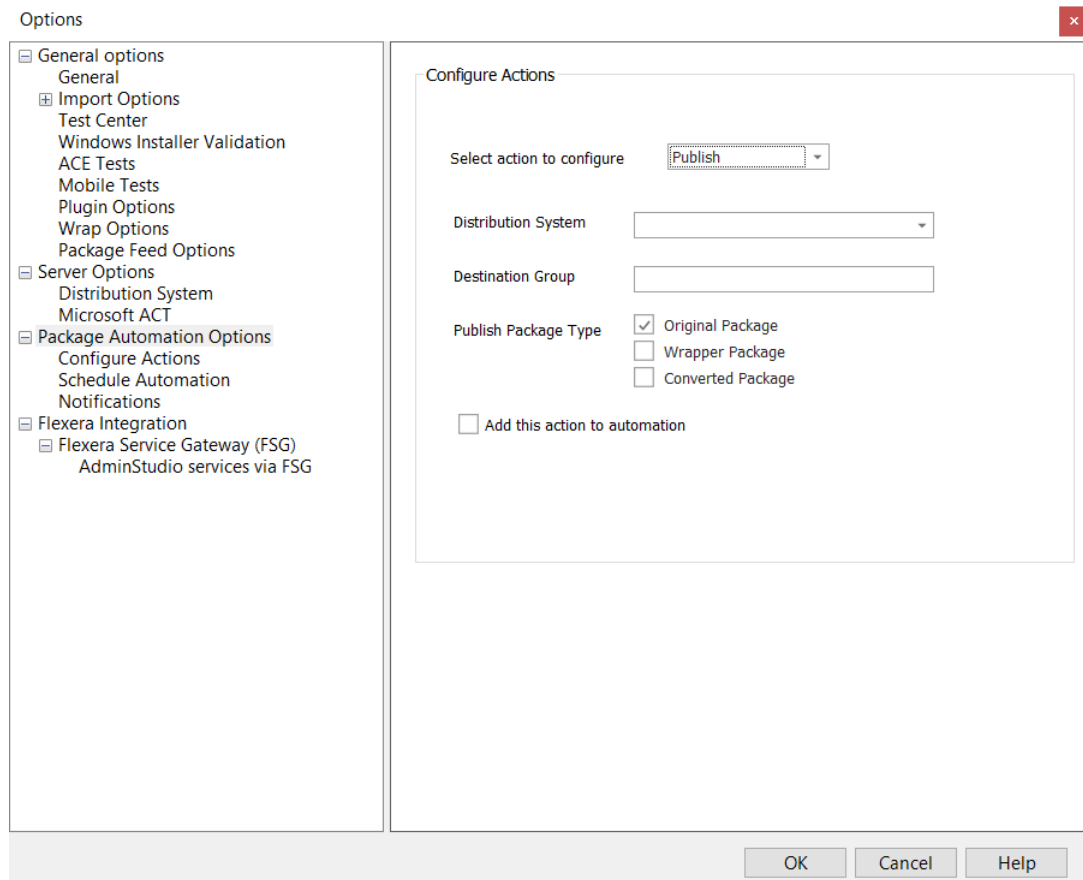 Options
General options
General
Import Options
Test Center
Windows Installer Validation
ACE Tests
Mobile Tests
Plugin Options
Wrap Options
Package Feed Options
Server Options
Distribution System
Microsoft ACT
Package Automation Options
Configure Actions
Schedule Automation
Notifications
Flexera Integration
Flexera Service Gateway (FSG)
AdminStudio services via FSG
Configure Actions
Select action to configure Publish
Distribution System
Destination Group
Publish Package Type Original Package
Wrapper Package
Converted Package
Add this action to automation
OK Cancel Help